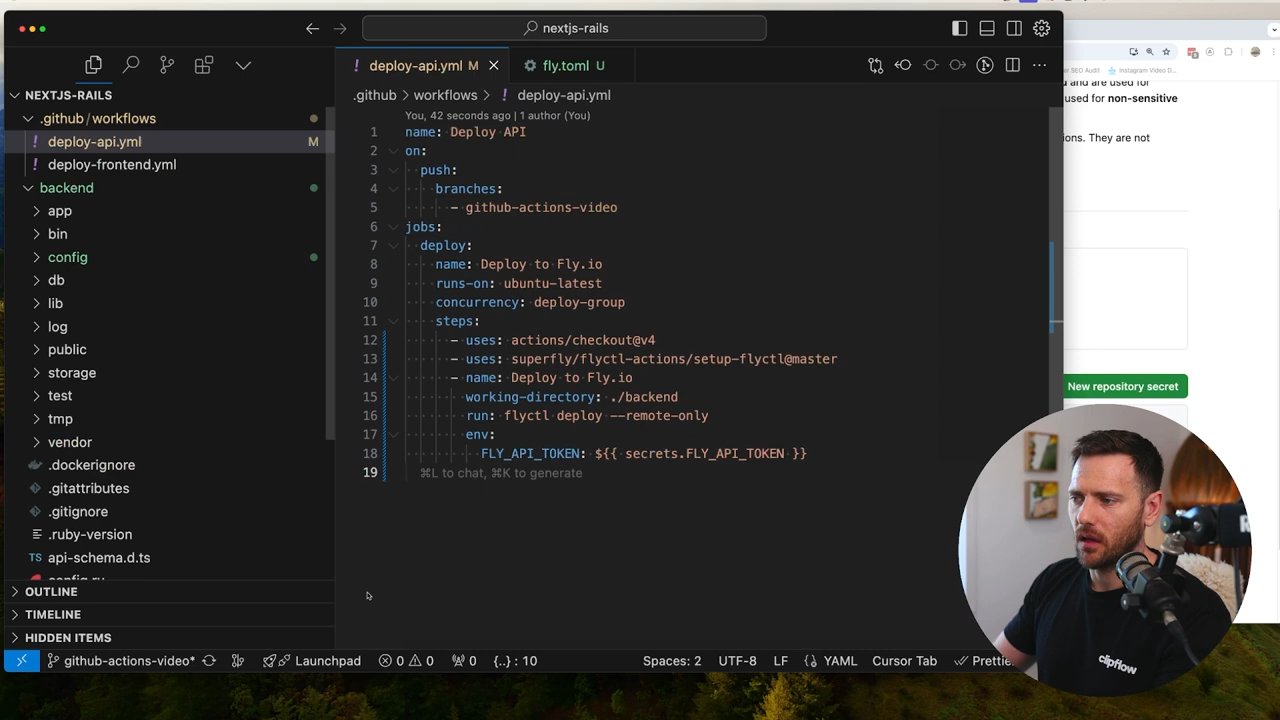 nextjs-rails
deploy-api.yml M
fly.toml U
NEXTJS-RAILS
.github/workflows
deploy-api.yml M
deploy-frontend.yml
backend
app
bin
config
db
lib
log
public
storage
test
tmp
vendor
.dockerignore
.gitattributes
.gitignore
.ruby-version
TS api-schema.d.ts
config.ru
OUTLINE
TIMELINE
HIDDEN ITEMS
.github > workflows > ! deploy-api.yml
You, 42 seconds ago | 1 author (You)
1 name: Deploy API
2 on:
3 push:
4 branches:
5 - github-actions-video
6 jobs:
7 deploy:
8 name: Deploy to Fly.io
9 runs-on: ubuntu-latest
10 concurrency: deploy-group
11 steps:
12 - uses: actions/checkout@v4
13 - uses: superfly/flyctl-actions/setup-flyctl@master
14 - name: Deploy to Fly.io
15 working-directory: ./backend
16 run: flyctl deploy --remote-only
17 env:
18 FLY_API_TOKEN: ${{ secrets.FLY_API_TOKEN }}
19 ⌘L to chat, ⌘K to generate
github-actions-video*
Launchpad
0 0
0
{..} : 10
Spaces: 2
UTF-8
LF
YAML
Cursor Tab
SEO Audit
Instagram Video D...
and are used for
used for non-sensitive
ions. They are not
New repository secret
clipflow